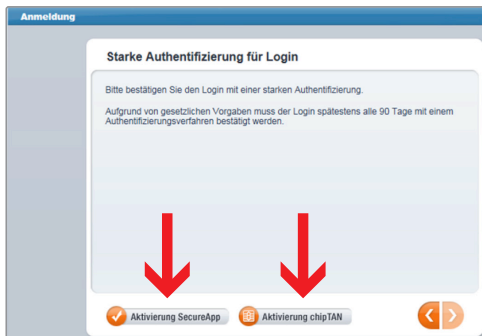 Anmeldung
Starke Authentifizierung für Login
Bitte bestätigen Sie den Login mit einer starken Authentifizierung.
Aufgrund von gesetzlichen Vorgaben muss der Login spätestens alle 90 Tage mit einem
Authentifizierungsverfahren bestätigt werden.
Aktivierung SecureApp
Aktivierung chipTAN